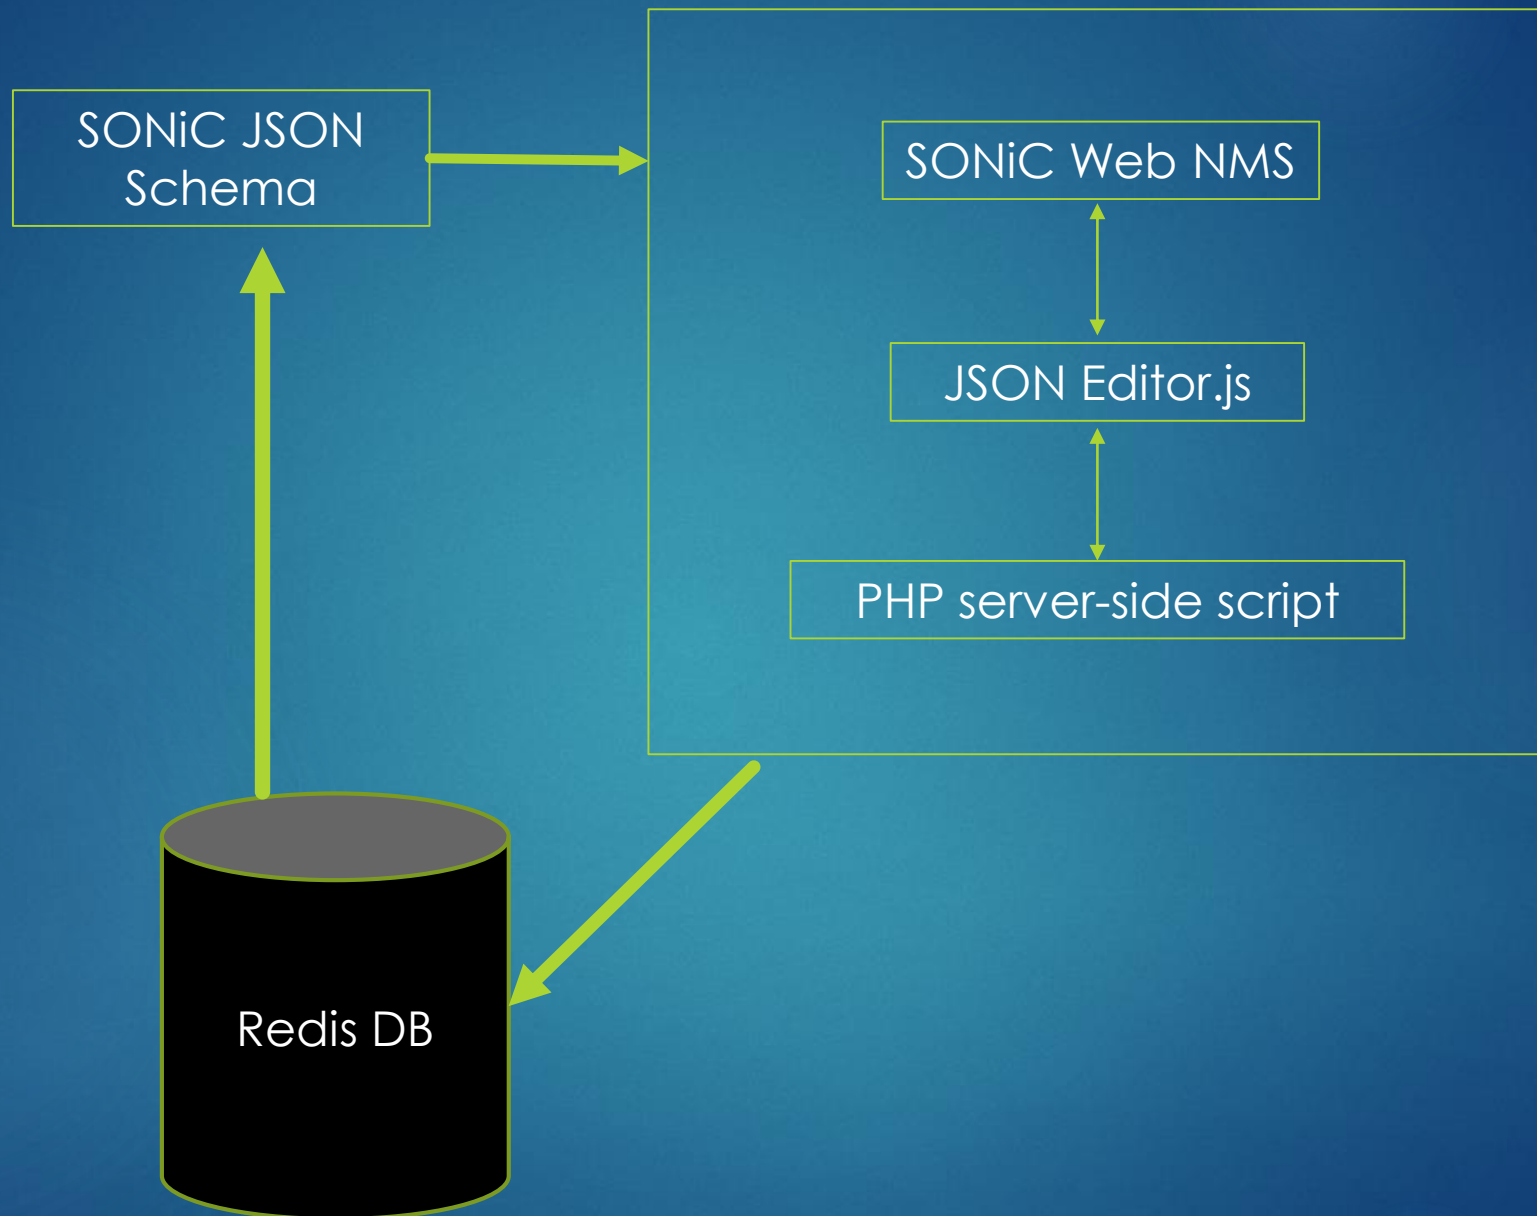 SONiC JSON
Schema
SONiC Web NMS
JSON Editor.js
PHP server-side script
Redis DB